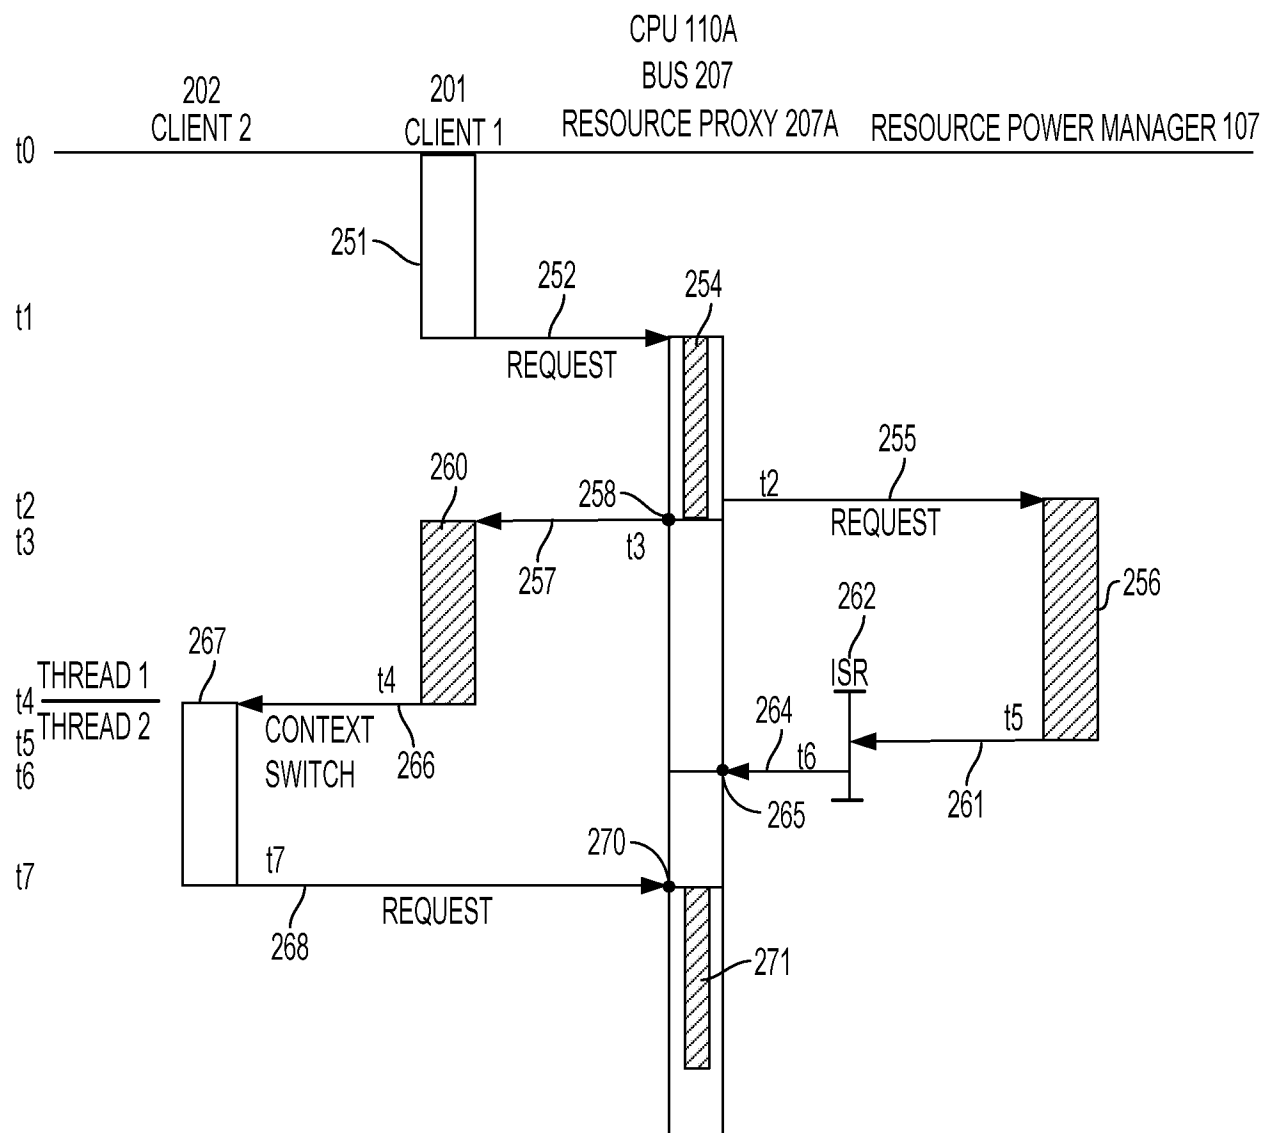 CPU 110A
BUS 207
RESOURCE PROXY 207A
202
CLIENT 2
201
CLIENT 1
RESOURCE POWER MANAGER 107
t0
251
252
254
t1
REQUEST
260
258
255
t2
t2
REQUEST
t3
257
t3
256
262
267
ISR
THREAD 1
t4
t4
THREAD 2
CONTEXT
SWITCH
266
264
t5
t5
t6
t6
261
265
270
t7
t7
268
REQUEST
271